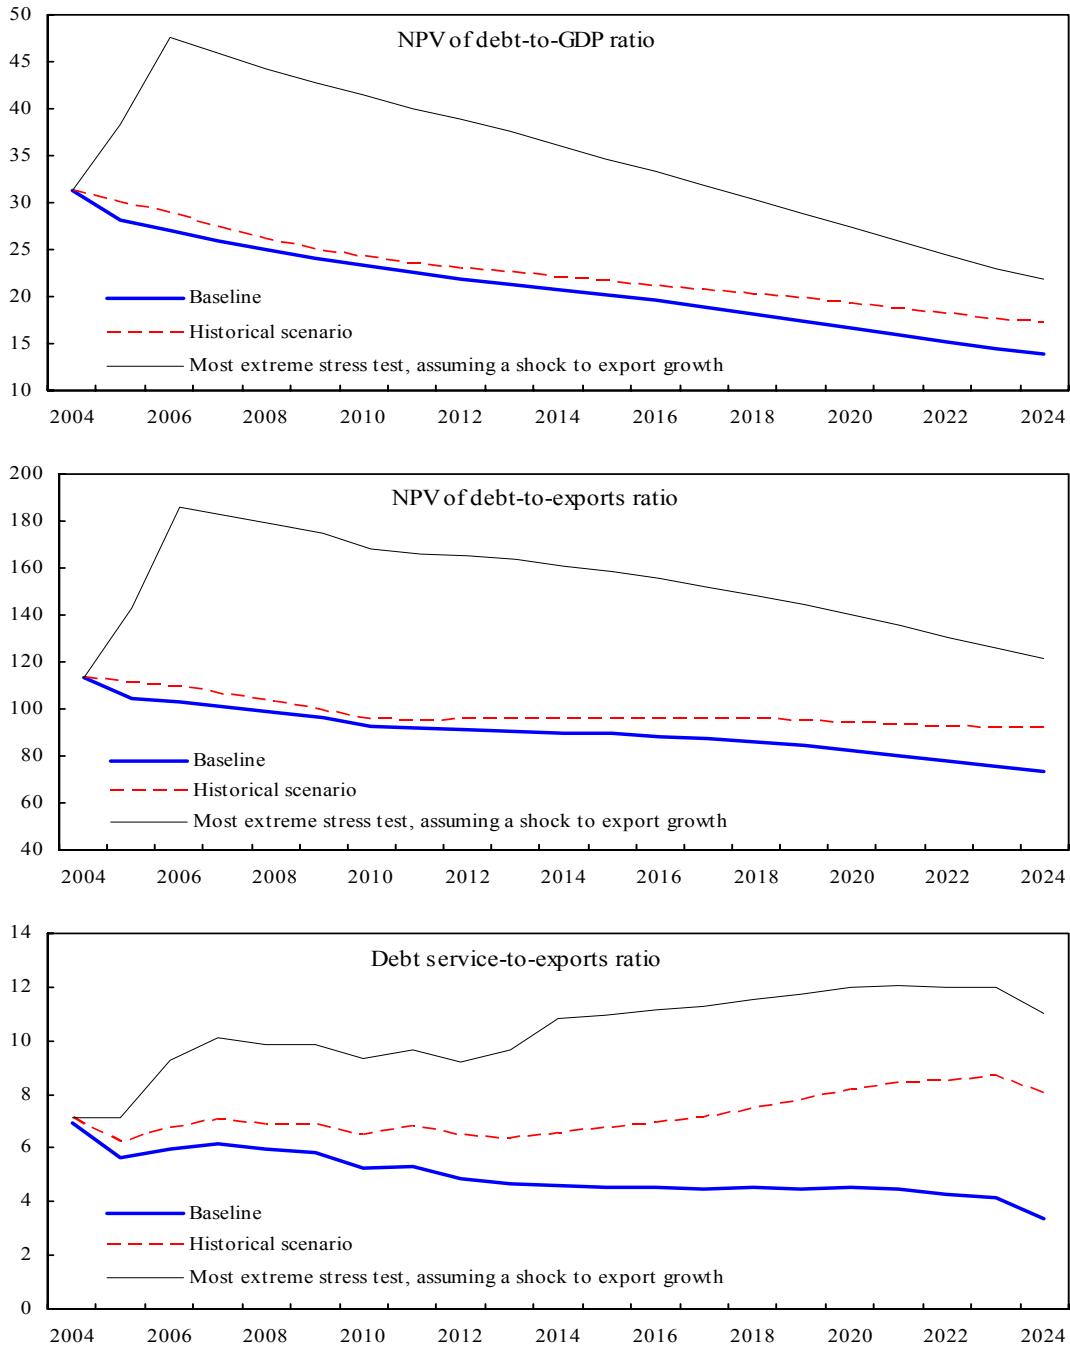 NPV of debt-to-GDP ratio
50
45
40
35
30
25
20
15
10
Baseline
Historical scenario
Most extreme stress test, assuming a shock to export growth
2004 2006 2008 2010 2012 2014 2016 2018 2020 2022 2024
NPV of debt-to-exports ratio
200
180
160
140
120
100
80
60
40
Baseline
Historical scenario
Most extreme stress test, assuming a shock to export growth
2004 2006 2008 2010 2012 2014 2016 2018 2020 2022 2024
Debt service-to-exports ratio
14
12
10
8
6
4
2
0
Baseline
Historical scenario
Most extreme stress test, assuming a shock to export growth
2004 2006 2008 2010 2012 2014 2016 2018 2020 2022 2024